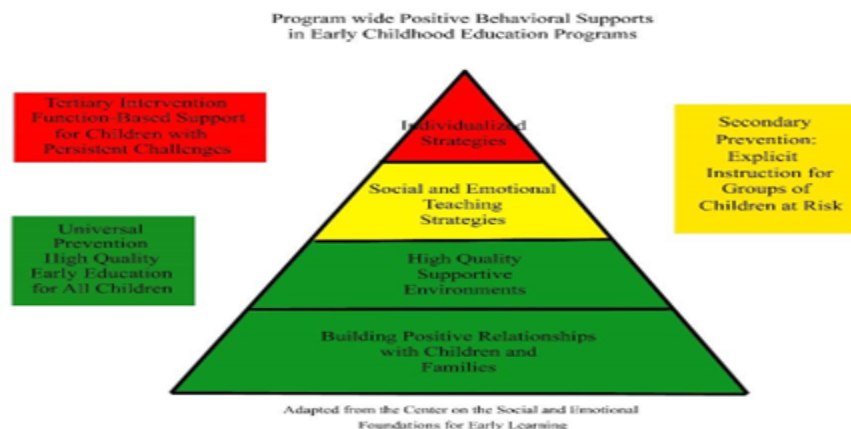 Program wide Positive Behavioral Supports
in Early Childhood Education Programs
Tertiary Intervention
Function-Based Support
for Children with
Persistent Challenges
Individualized
Strategies
Secondary
Prevention:
Explicit
Instruction for
Groups of
Children at Risk
Social and Emotional
Teaching
Strategies
Universal
Prevention
High Quality
Early Education
for All Children
High Quality
Supportive
Environments
Building Positive Relationships
with Children and
Families
Adapted from the Center on the Social and Emotional
Foundations for Early Learning